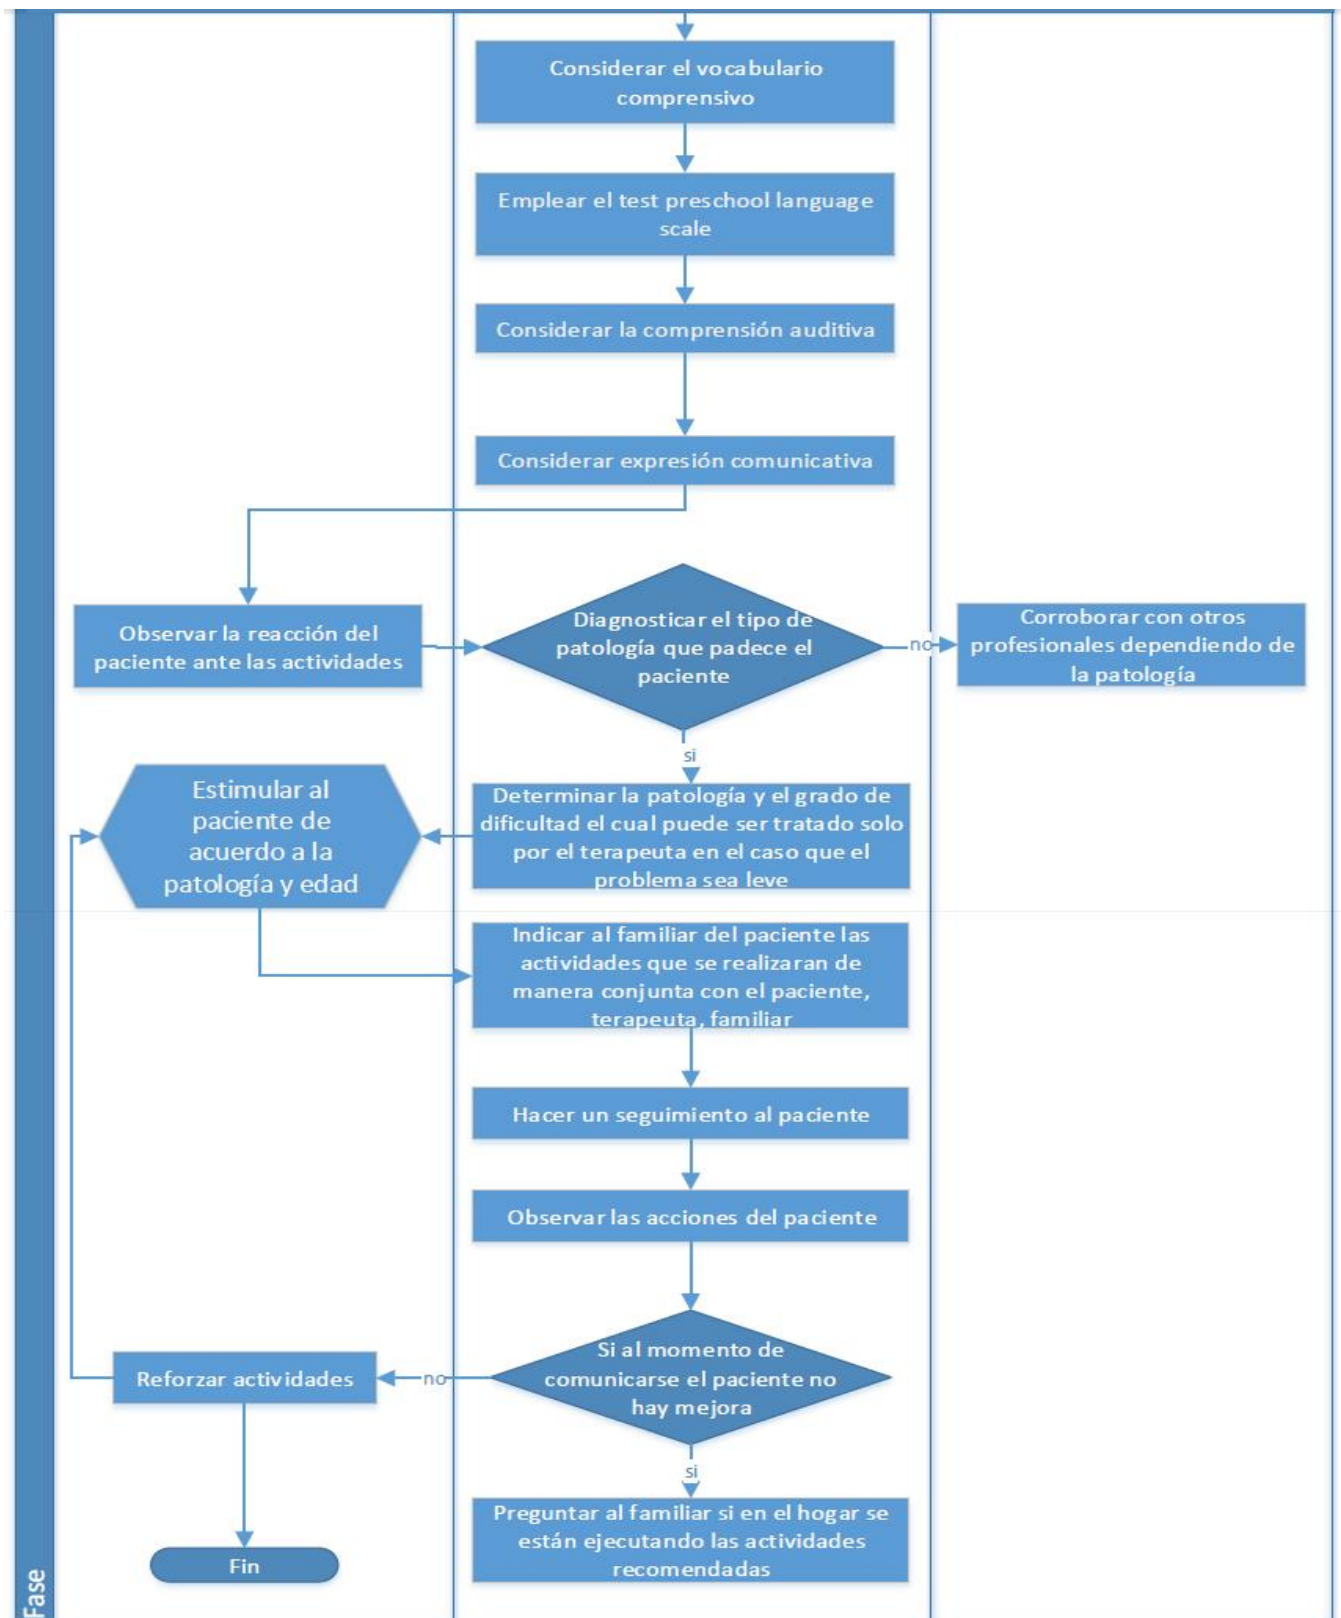 Considerar el vocabulario
comprensivo
Emplear el test preschool language
scale
Considerar la comprensión auditiva
Considerar expresión comunicativa
Observar la reacción del
paciente ante las actividades
Diagnosticar el tipo de
patología que padece el
paciente
no
Corroborar con otros
profesionales dependiendo de
la patología
si
Estimular al
paciente de
acuerdo a la
patología y edad
Determinar la patología y el grado de
dificultad el cual puede ser tratado solo
por el terapeuta en el caso que el
problema sea leve
Indicar al familiar del paciente las
actividades que se realizaran de
manera conjunta con el paciente,
terapeuta, familiar
Hacer un seguimiento al paciente
Observar las acciones del paciente
Si al momento de
comunicarse el paciente no
hay mejora
no
Reforzar actividades
si
Preguntar al familiar si en el hogar se
están ejecutando las actividades
recomendadas
Fin
Fase